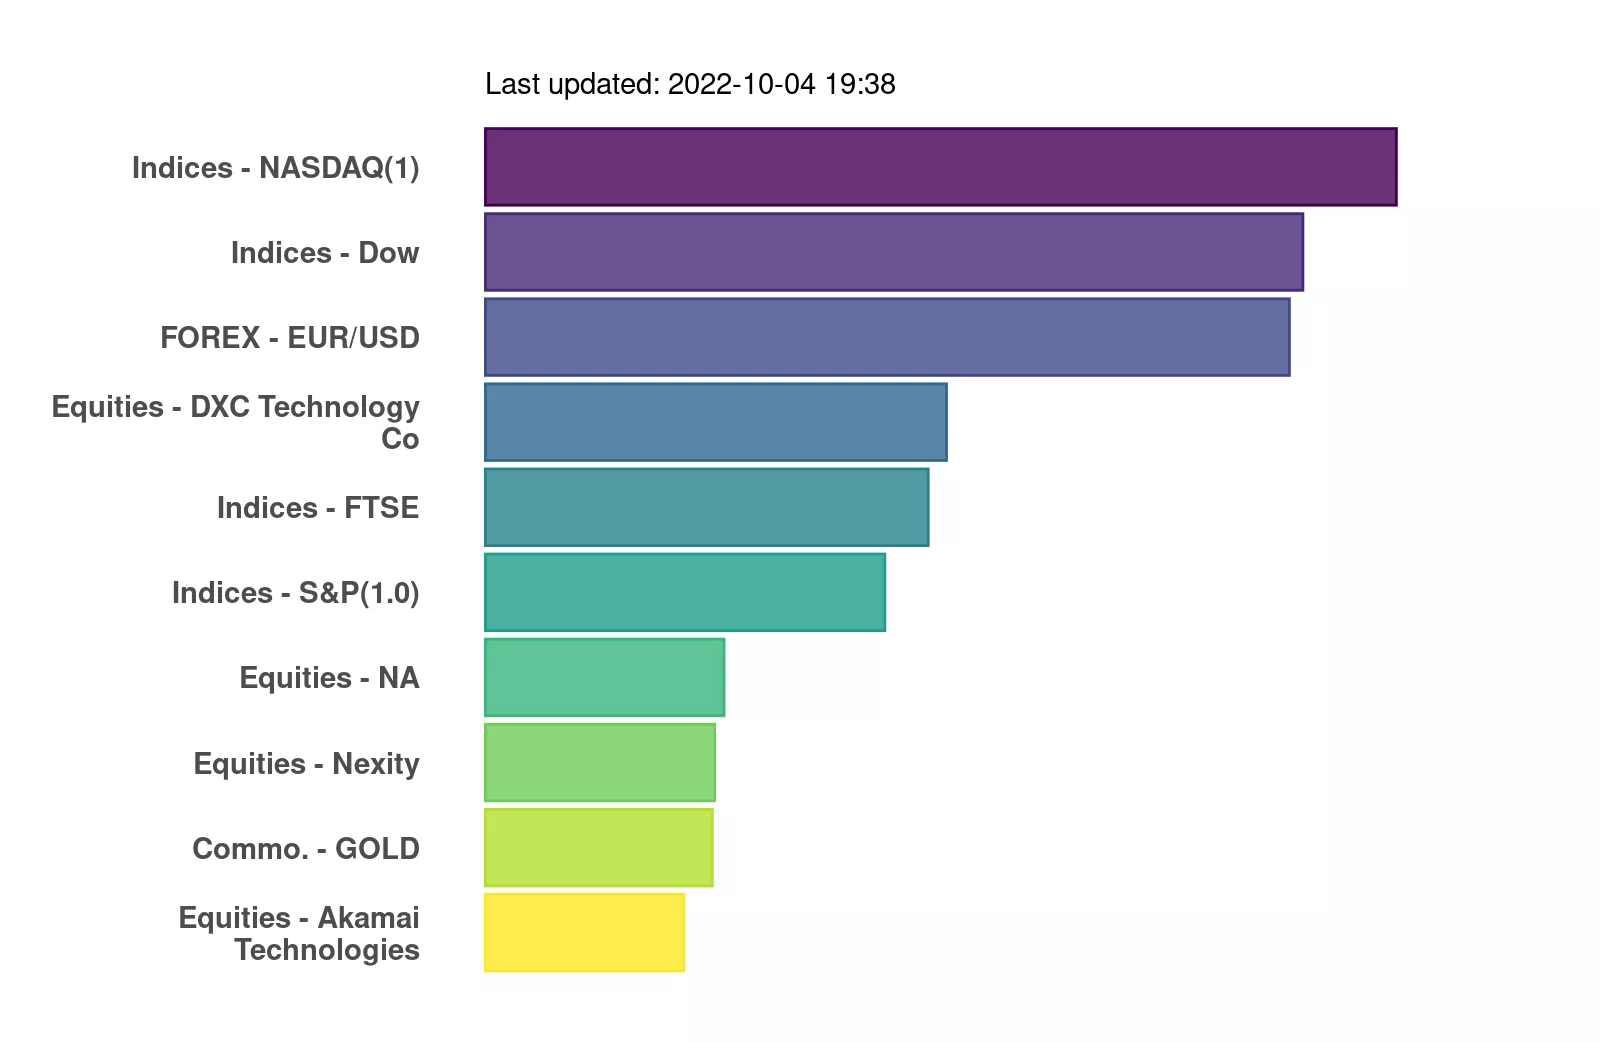 Last updated: 2022-10-04 19:38
Indices - NASDAQ(1)
Indices - Dow
FOREX - EUR/USD
Equities - DXC Technology
Co
Indices - FTSE
Indices - S&P(1.0)
Equities - NA
Equities - Nexity
Commo. - GOLD
Equities - Akamai
Technologies